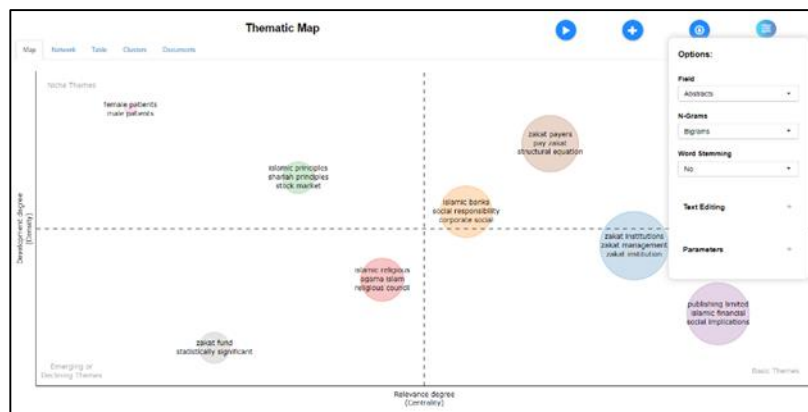 Thematic Map
Map Network Table Clusters Documents
Options:
Field
Abstracts
N-Grams
Bigrams
Word Stemming
No
Text Editing
Parameters
Niche Themes
female patients
male patients
zakat payers
pay zakat
structural equation
islamic principles
shariah principles
stock market
islamic banks
social responsibility
corporate social
zakat institutions
zakat management
zakat institution
islamic religious
agama islam
religious council
publishing limited
islamic financial
social implications
zakat fund
statistically significant
Emerging or
Declining Themes
Basic Themes
Development degree
(Density)
Relevance degree
(Centrality)